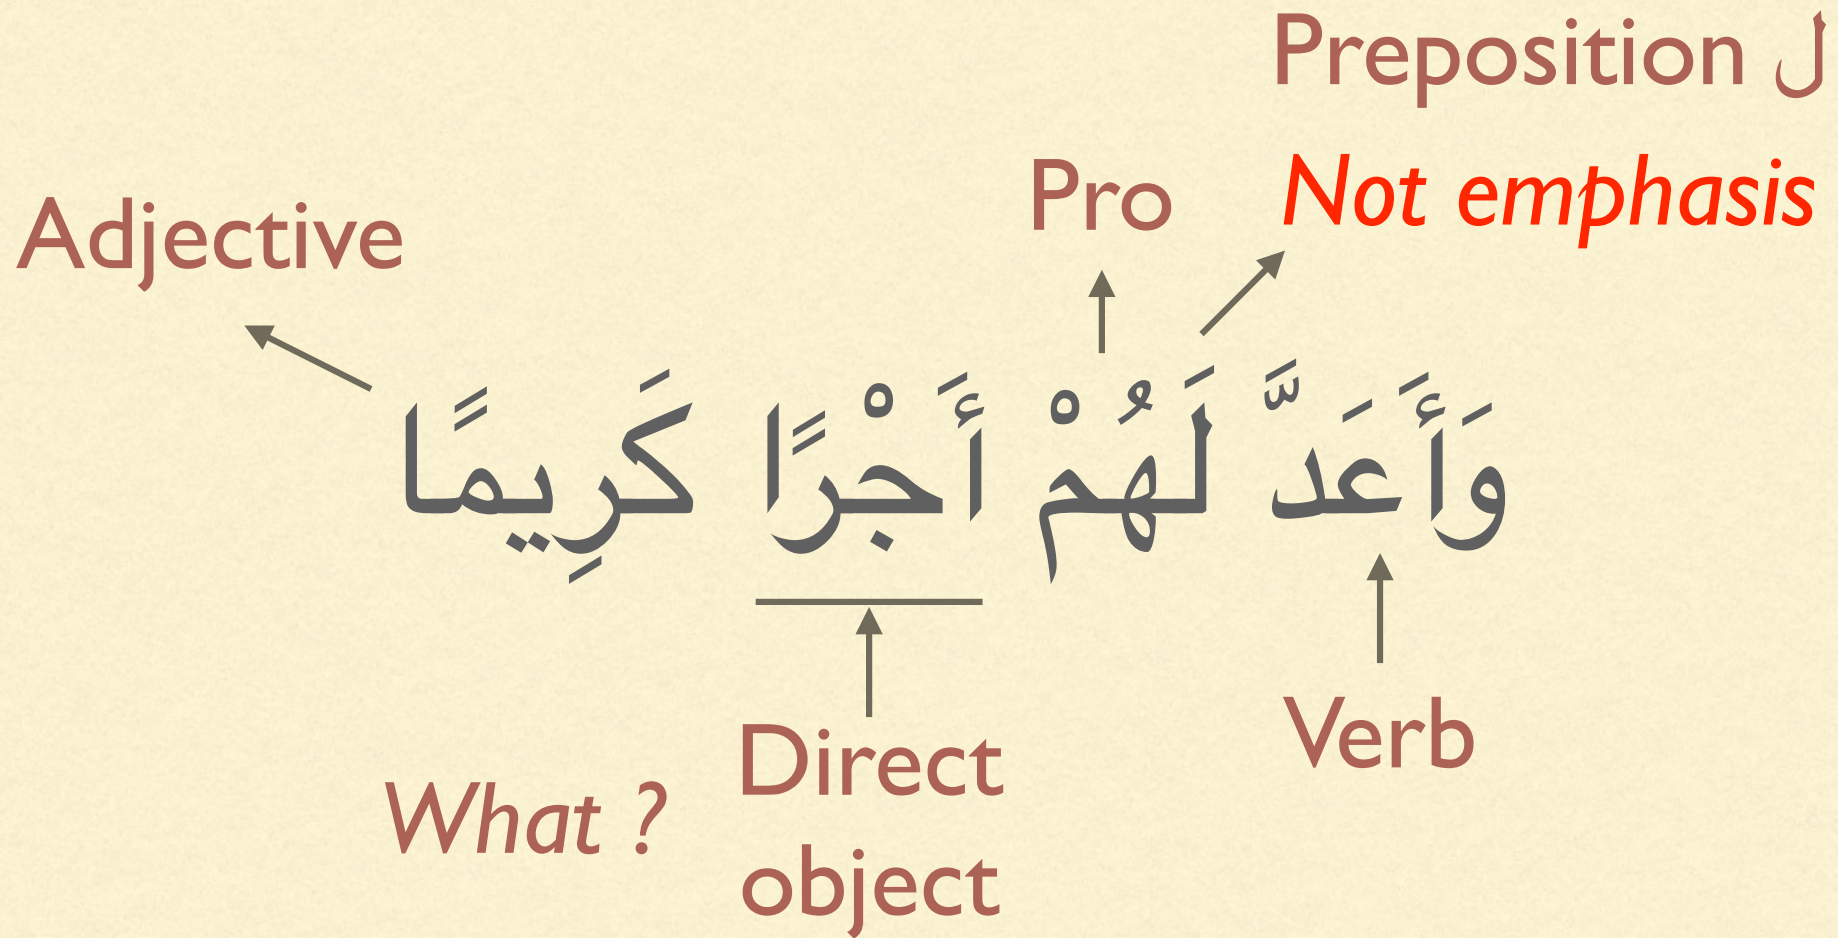 Preposition ل
Not emphasis
Pro
Adjective
وَأَعَدَّ لَهُمْ أَجْرًا كَرِيمًا
Verb
Direct
object
What ?